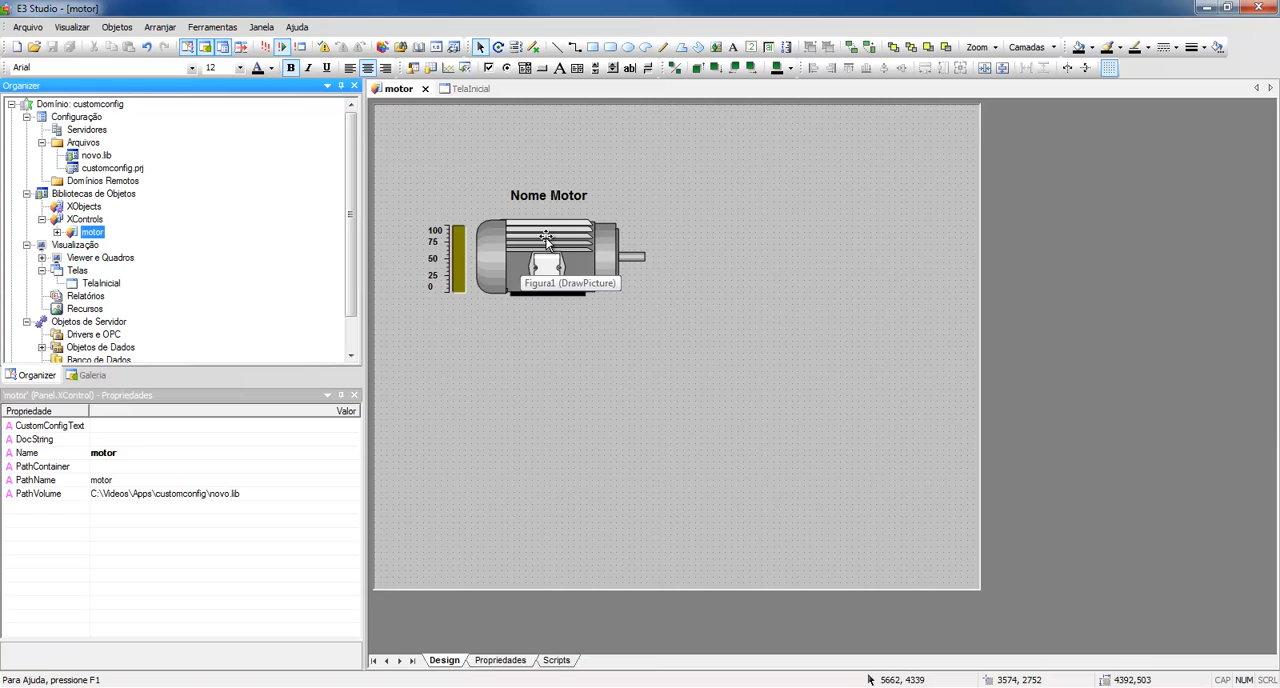 E3 Studio - [motor]
Arquivo Visualizar Objetos Arranjar Ferramentas Janela Ajuda
Zoom Camadas
Arial 12 A B I U
Organizer
motor TelaInicial
Domínio: customconfig
Configuração
Servidores
Arquivos
novo.lib
customconfig.prj
Domínios Remotos
Bibliotecas de Objetos
XObjects
XControls
motor
Visualização
Viewer e Quadros
Telas
TelaInicial
Relatórios
Recursos
Objetos de Servidor
Drivers e OPC
Objetos de Dados
Banco de Dados
Organizer Galeria
'motor' (Panel.XControl) - Propriedades
Propriedade Valor
A CustomConfigText
A DocString
A Name motor
A PathContainer
A PathName motor
A PathVolume C:\Videos\Apps\customconfig\novo.lib
Nome Motor
100
75
50
25
0
Figura1 (DrawPicture)
Design Propriedades Scripts
Para Ajuda, pressione F1
5662, 4339 3574, 2752 4392,503 CAP NUM SCRL